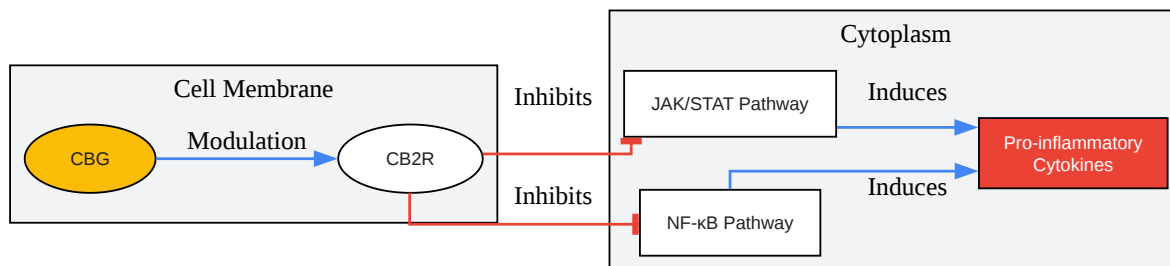 Cytoplasm
Cell Membrane
Inhibits
JAK/STAT Pathway
Induces
CBG
Modulation
CB2R
Pro-inflammatory
Cytokines
Inhibits
NF-κB Pathway
Induces